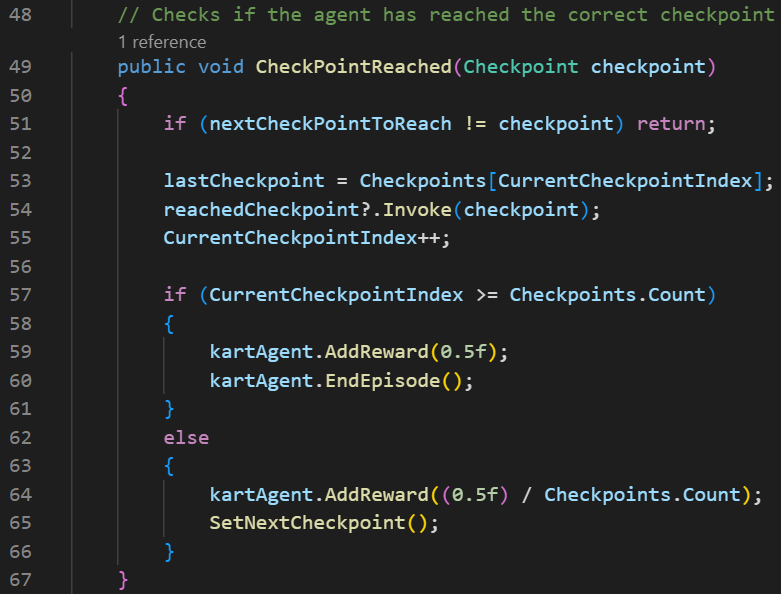 48 // Checks if the agent has reached the correct checkpoint
1 reference
49 public void CheckPointReached(Checkpoint checkpoint)
50 {
51 if (nextCheckPointToReach != checkpoint) return;
52
53 lastCheckpoint = Checkpoints[CurrentCheckpointIndex];
54 reachedCheckpoint?.Invoke(checkpoint);
55 CurrentCheckpointIndex++;
56
57 if (CurrentCheckpointIndex >= Checkpoints.Count)
58 {
59 kartAgent.AddReward(0.5f);
60 kartAgent.EndEpisode();
61 }
62 else
63 {
64 kartAgent.AddReward((0.5f) / Checkpoints.Count);
65 SetNextCheckpoint();
66 }
67 }